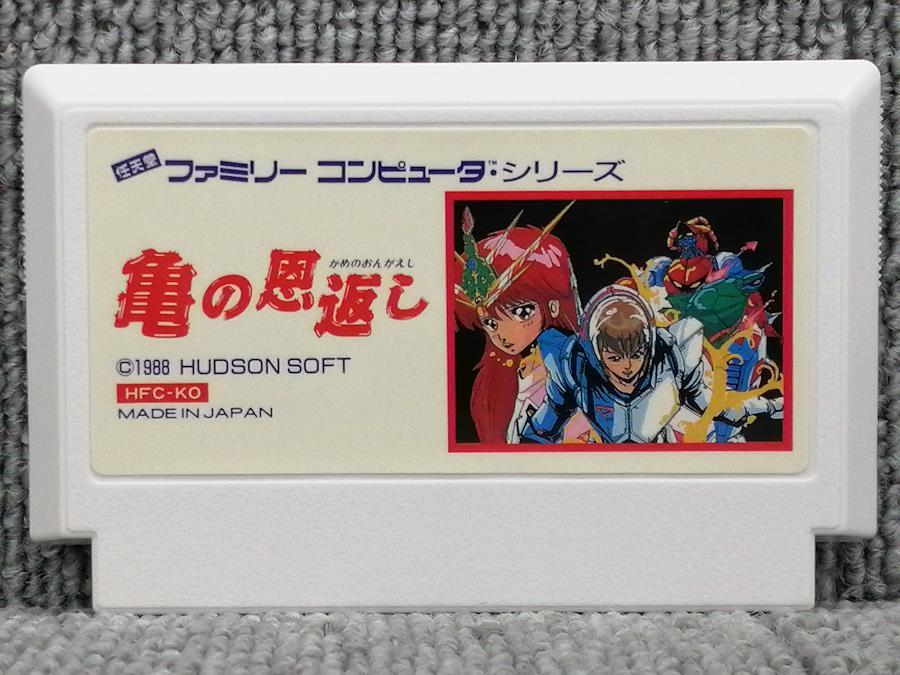 任天堂 ファミリー コンピュータ™・シリーズ
かめのおんがえし
亀の恩返し
©1988 HUDSON SOFT
HFC-KO
MADE IN JAPAN